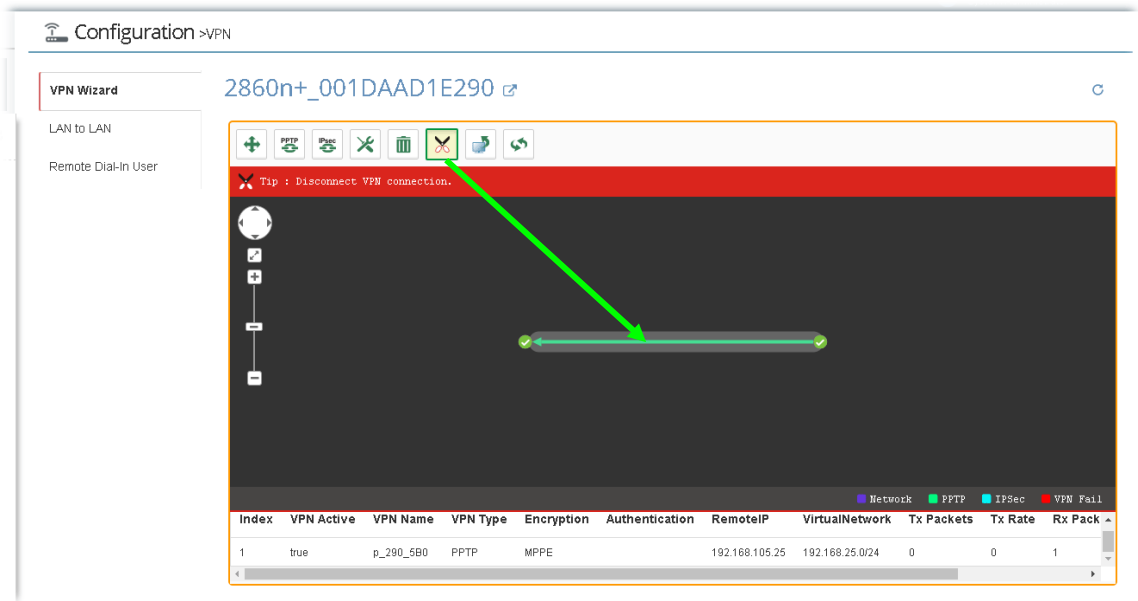 Configuration >VPN
VPN Wizard
LAN to LAN
Remote Dial-In User
2860n+_001DAAD1E290
PPTP IPsec
Tip : Disconnect VPN connection.
Network PPTP IPSec VPN Fail
Index VPN Active VPN Name VPN Type Encryption Authentication RemoteIP VirtualNetwork Tx Packets Tx Rate Rx Pack
1 true p_290_5B0 PPTP MPPE 192.168.105.25 192.168.25.0/24 0 0 1